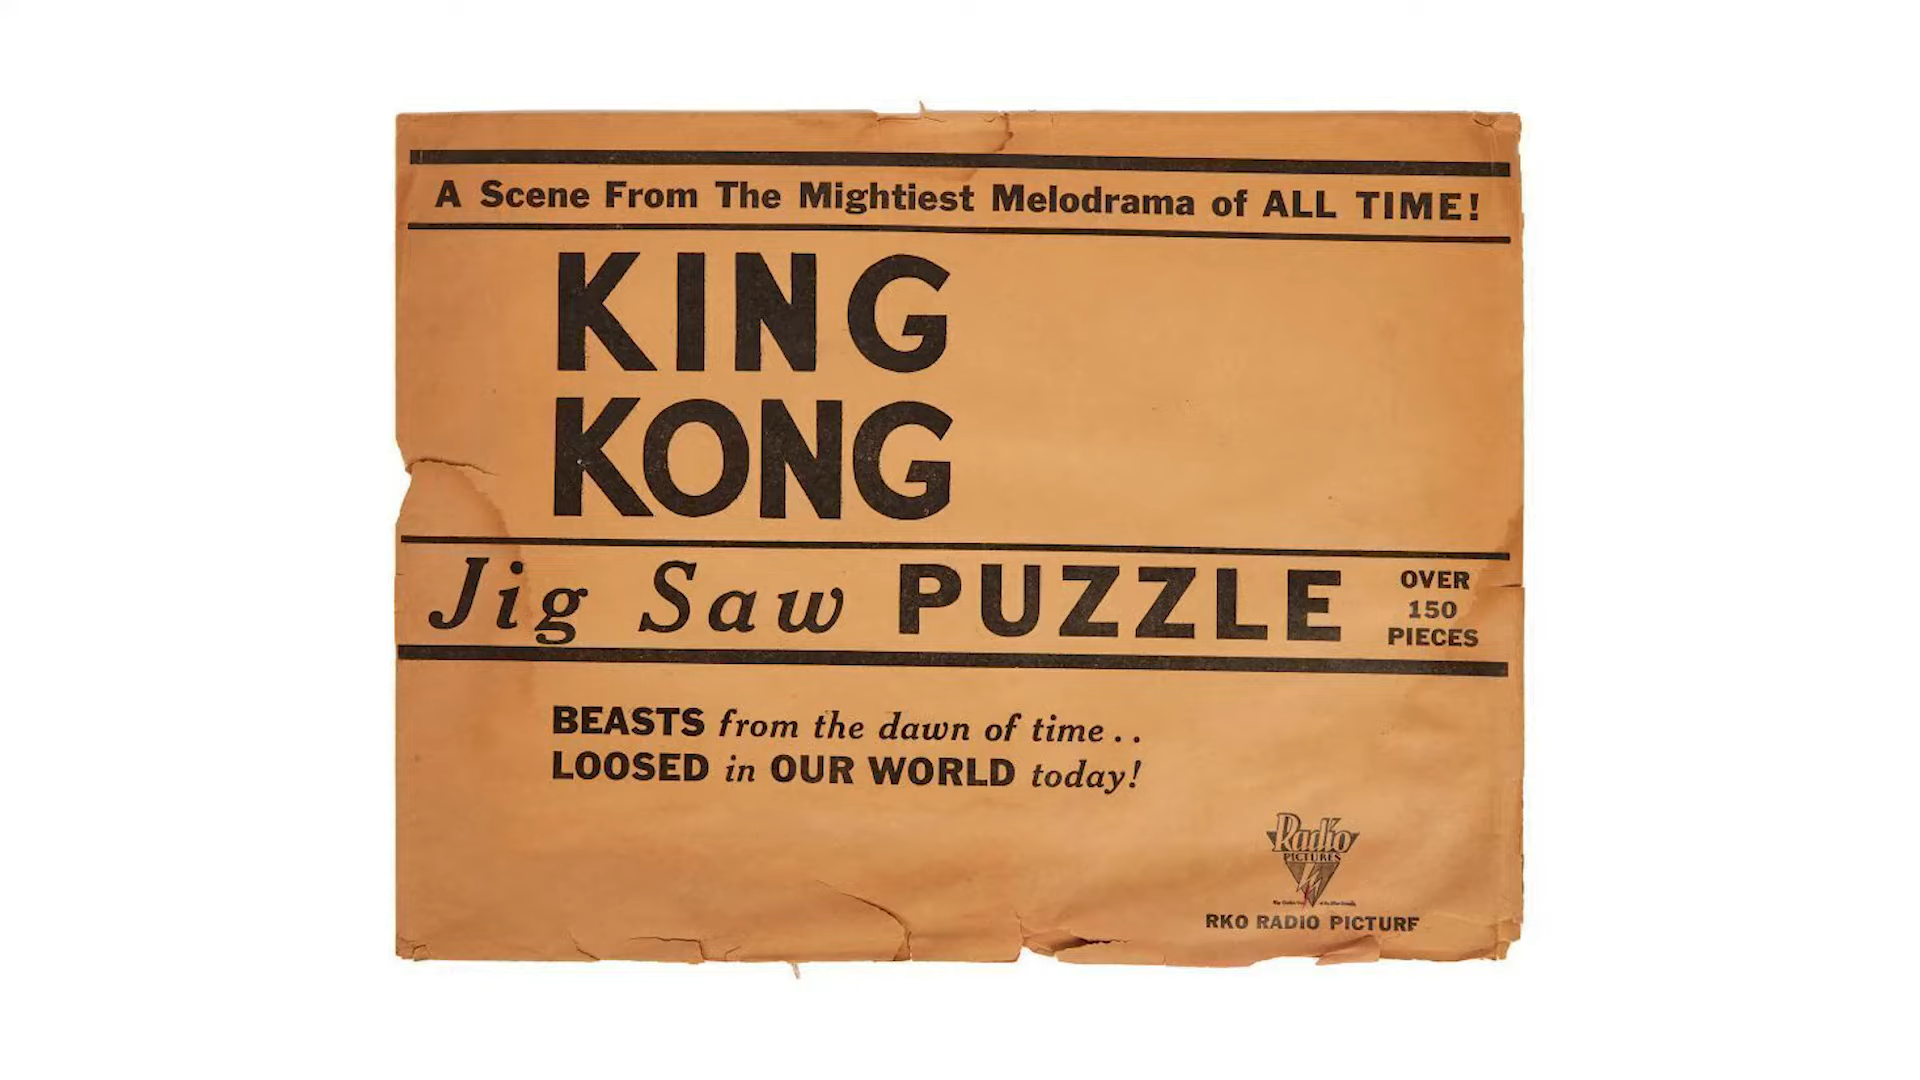 A Scene From The Mightiest Melodrama of ALL TIME!
KING
KONG
Jig Saw PUZZLE
OVER
150
PIECES
BEASTS from the dawn of time..
LOOSED in OUR WORLD today!
Radio
PICTURES
RKO RADIO PICTURE